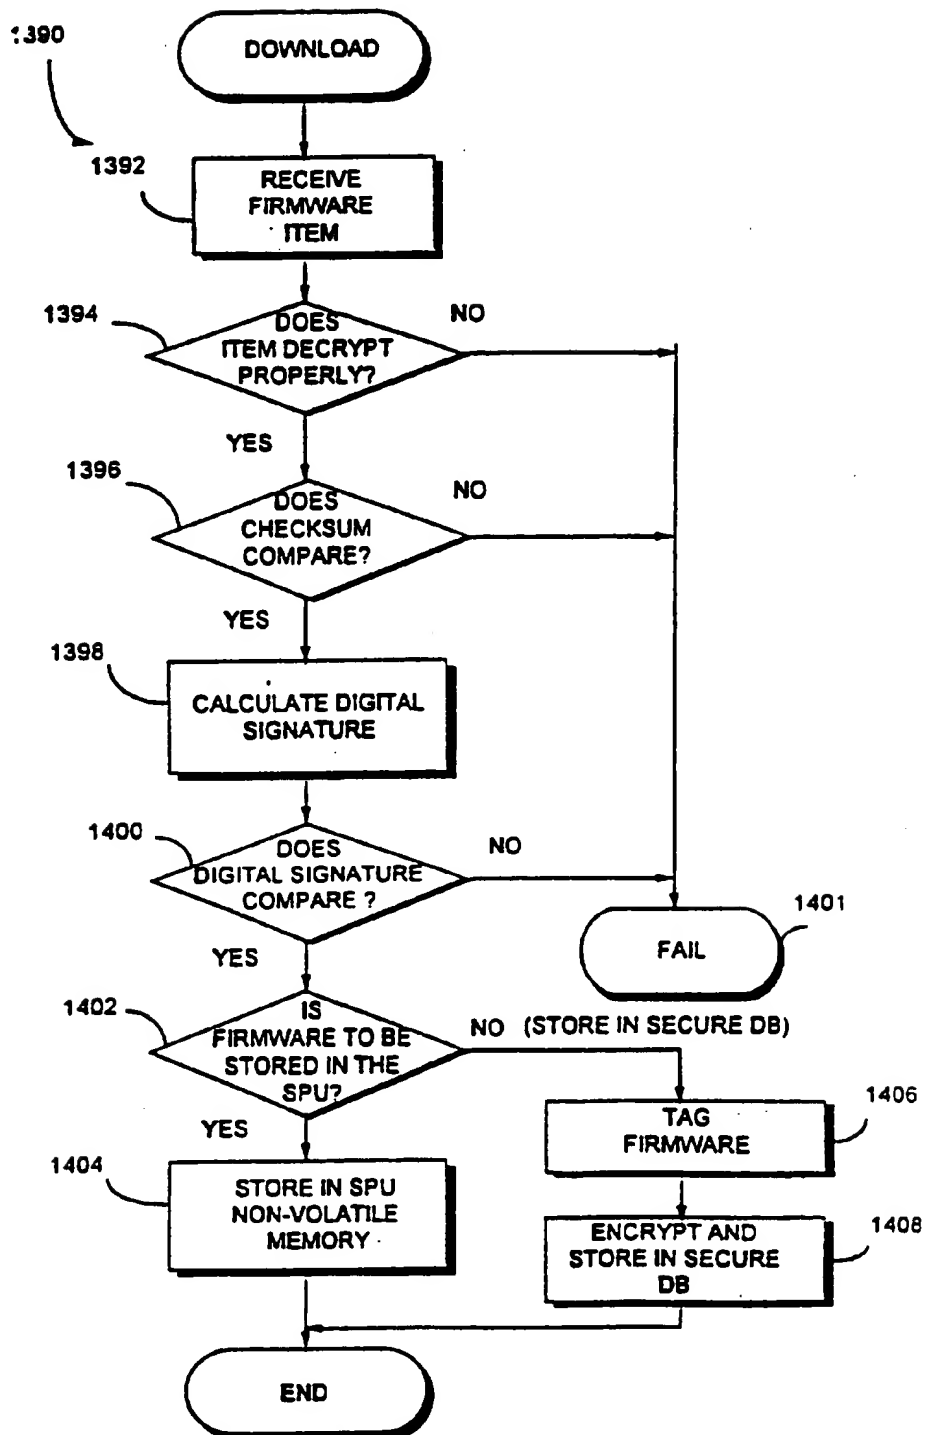 1390
DOWNLOAD
1392
RECEIVE
FIRMWARE
ITEM
1394
DOES
ITEM DECRYPT
PROPERLY?
NO
YES
1396
DOES
CHECKSUM
COMPARE?
NO
YES
1398
CALCULATE DIGITAL
SIGNATURE
1400
DOES
DIGITAL SIGNATURE
COMPARE ?
NO
YES
1401
FAIL
1402
IS
FIRMWARE TO BE
STORED IN THE
SPU?
NO (STORE IN SECURE DB)
YES
1406
TAG
FIRMWARE
1404
STORE IN SPU
NON-VOLATILE
MEMORY
1408
ENCRYPT AND
STORE IN SECURE
DB
END